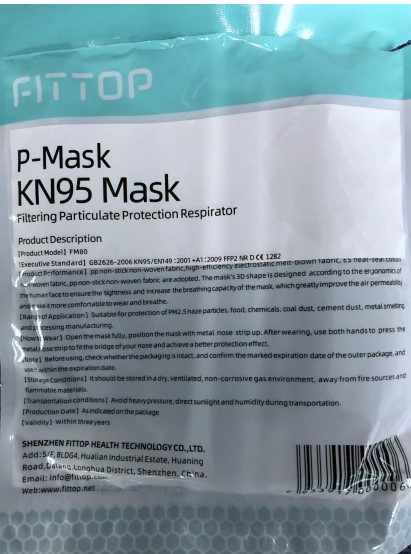 FITTOP
P-Mask
KN95 Mask
Filtering Particulate Protection Respirator
Product Description
[Product Model] FM80
[Executive Standard] GB2626-2006 KN95/EN149 :2001 +A1:2009 FFP2 NR D CE 1282
[Product Performance] pp non-stick non-woven fabric, high-efficiency electrostatic melt-blown fabric, ES heat-seal cotton
non-woven fabric, pp non-stick non-woven fabric are adopted. The mask's 3D shape is designed according to the ergonomics of
the human face to ensure the tightness and increase the breathing capacity of the mask, which greatly improve the air permeability
and make it more comfortable to wear and breathe.
[Range of Application] Suitable for protection of PM2.5 haze particles, food, chemicals, coal dust, cement dust, metal smelting
processing manufacturing.
[How to Wear] Open the mask fully, position the mask with metal nose strip up. After wearing, use both hands to press the
metal nose strip to fit the bridge of your nose and achieve a better protection effect.
[Note] Before using, check whether the packaging is intact, and confirm the marked expiration date of the outer package, and
use it within the expiration date.
[Storage Conditions] It should be stored in a dry, ventilated, non-corrosive gas environment, away from fire sources and
flammable materials.
[Transportation conditions] Avoid heavy pressure, direct sunlight and humidity during transportation.
[Production Date] As indicated on the package
[Validity] within three years
SHENZHEN FITTOP HEALTH TECHNOLOGY CO.,LTD.
Add:5/F, BLDG4, Hualian Industrial Estate, Huaning
Road, Dalang, Longhua District, Shenzhen, China.
Email: info@fittop.com
Web:www.fittop.net